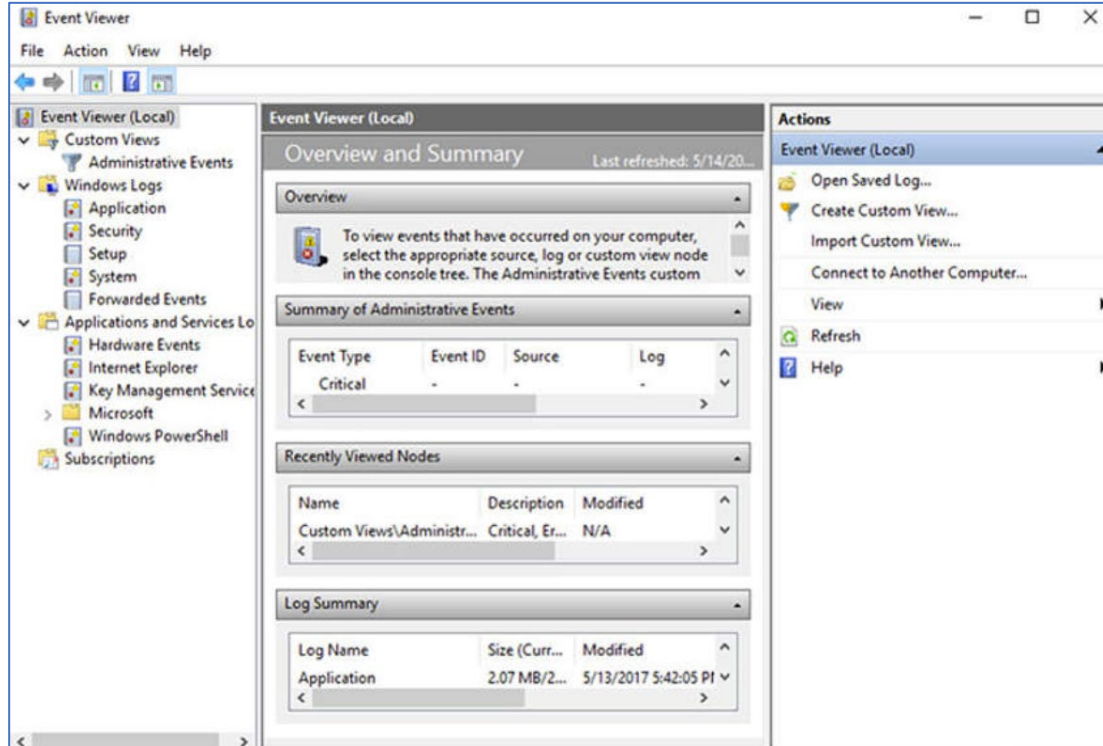 Event Viewer
File Action View Help
Event Viewer (Local)
Custom Views
Administrative Events
Windows Logs
Application
Security
Setup
System
Forwarded Events
Applications and Services Lo
Hardware Events
Internet Explorer
Key Management Service
Microsoft
Windows PowerShell
Subscriptions
Event Viewer (Local)
Overview and Summary Last refreshed: 5/14/20...
Overview
To view events that have occurred on your computer,
select the appropriate source, log or custom view node
in the console tree. The Administrative Events custom
Summary of Administrative Events
Event Type Event ID Source Log
Critical - - -
Recently Viewed Nodes
Name Description Modified
Custom Views\Administr... Critical, Er... N/A
Log Summary
Log Name Size (Curr... Modified
Application 2.07 MB/2... 5/13/2017 5:42:05 PM
Actions
Event Viewer (Local)
Open Saved Log...
Create Custom View...
Import Custom View...
Connect to Another Computer...
View
Refresh
Help